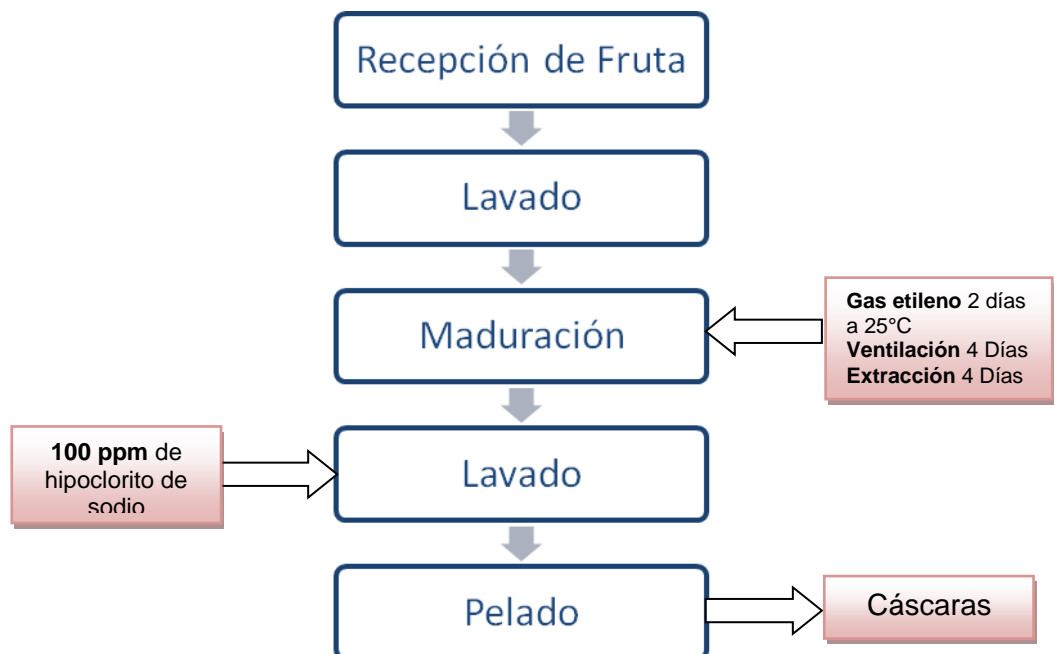 Recepción de Fruta
Lavado
Maduración
Gas etileno 2 días
a 25°C
Ventilación 4 Días
Extracción 4 Días
100 ppm de
hipoclorito de
sodio
Lavado
Pelado
Cáscaras